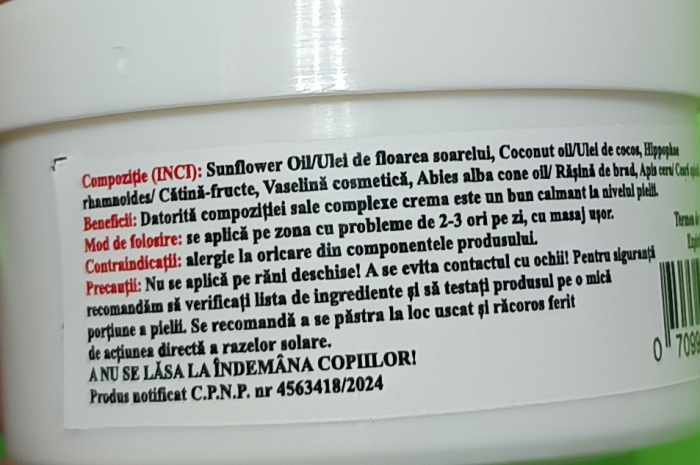 Compoziție (INCI): Sunflower Oil/Ulei de floarea soarelui, Coconut oil/Ulei de cocos, Hippophae
rhamnoides/ Cătină-fructe, Vaselină cosmetică, Abies alba cone oil/ Rășină de brad, Apis cera/
Beneficii: Datorită compoziției sale complexe crema este un bun calmant la nivelul pielii.
Mod de folosire: se aplică pe zona cu probleme de 2-3 ori pe zi, cu masaj ușor.
Contraindicații: alergie la oricare din componentele produsului.
Precauții: Nu se aplică pe răni deschise! A se evita contactul cu ochii! Pentru siguranță
recomandăm să verificați lista de ingrediente și să testați produsul pe o mică
porțiune a pielii. Se recomandă a se păstra la loc uscat și răcoros ferit
de acțiunea directă a razelor solare.
A NU SE LĂSA LA ÎNDEMÂNA COPIILOR!
Produs notificat C.P.N.P. nr 4563418/2024
0 7099